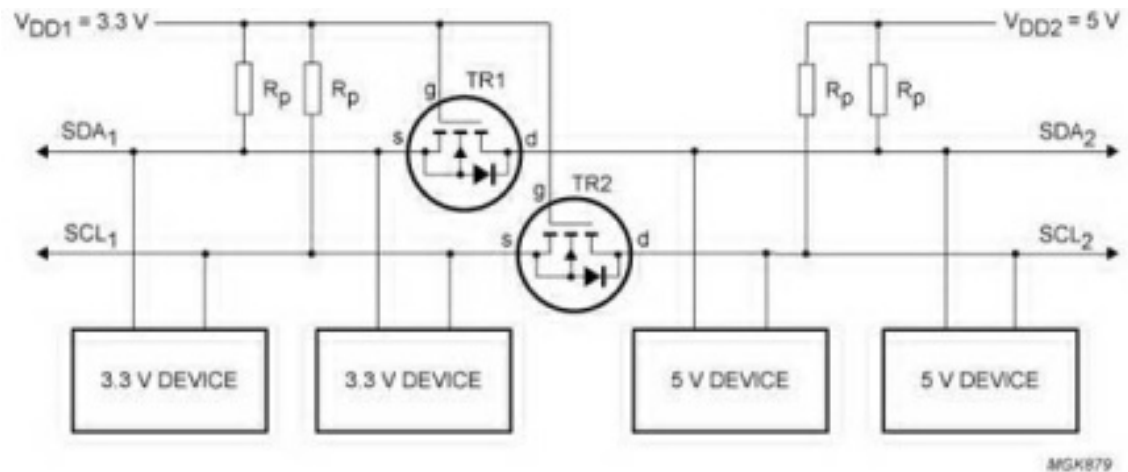 VDD1 = 3.3 V
VDD2 = 5 V
TR1
Rp Rp
g
Rp Rp
SDA1
s d
SDA2
TR2
g
SCL1
s d
SCL2
3.3 V DEVICE
3.3 V DEVICE
5 V DEVICE
5 V DEVICE
MGK879